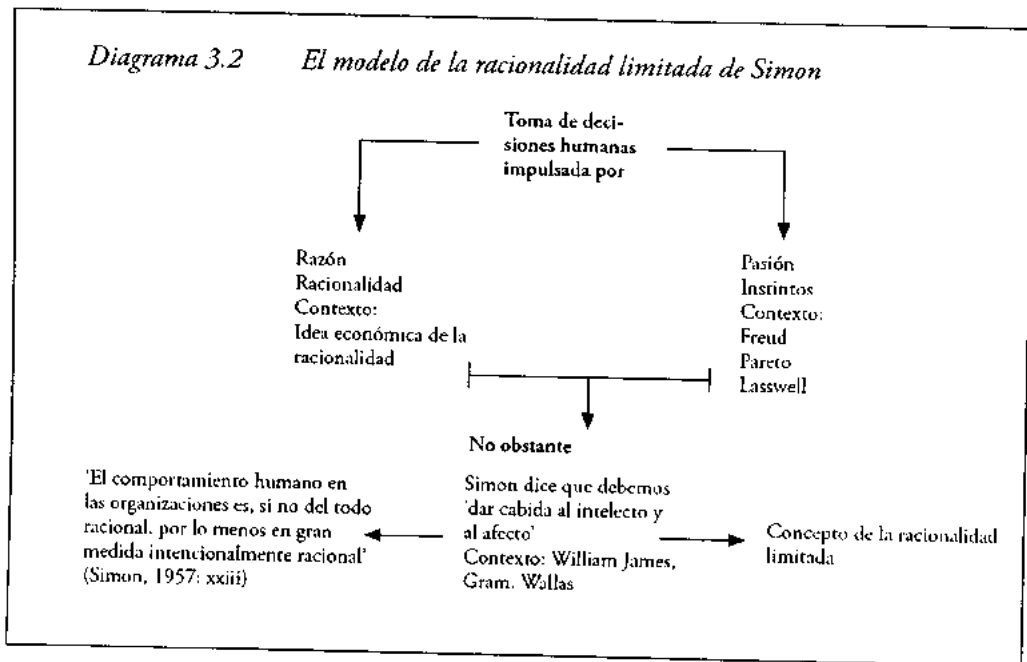 Diagrama 3.2 El modelo de la racionalidad limitada de Simon
Toma de deci-
siones humanas
impulsada por
Razón
Racionalidad
Contexto:
Idea económica de la
racionalidad
Pasión
Instintos
Contexto:
Freud
Pareto
Lasswell
No obstante
'El comportamiento humano en
las organizaciones es, si no del todo
racional, por lo menos en gran
medida intencionalmente racional'
(Simon, 1957: xxiii)
Simon dice que debemos
'dar cabida al intelecto y
al afecto'
Contexto: William James,
Gram. Wallas
Concepto de la racionalidad
limitada